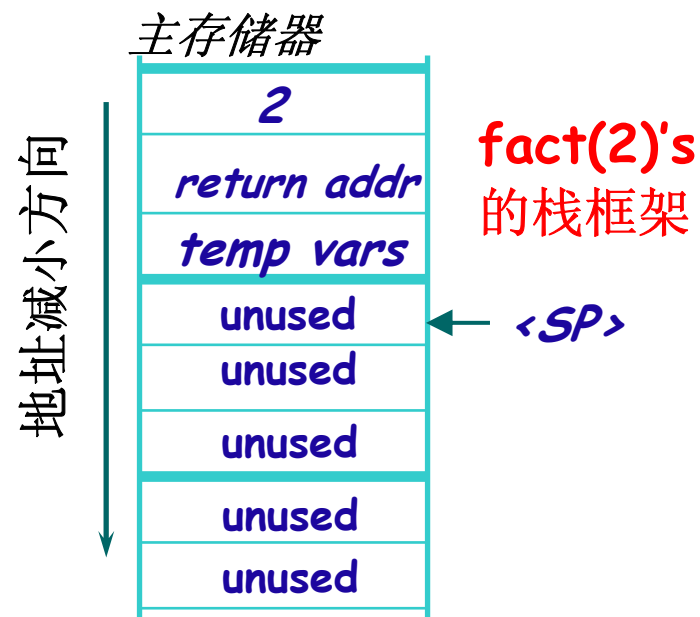 主存储器
2
return addr
temp vars
unused
unused
unused
unused
unused
地址减小方向
fact(2)'s
的栈框架
<SP>